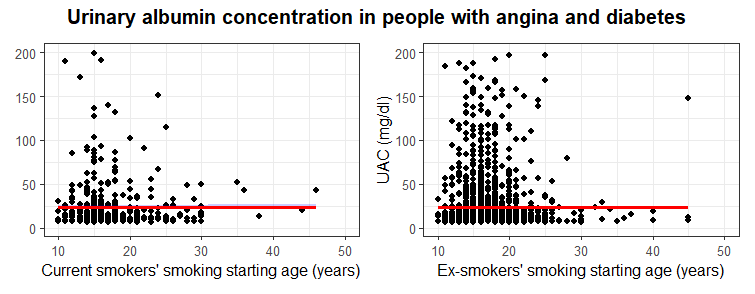 Urinary albumin concentration in people with angina and diabetes
200
150
100
50
0
10 20 30 40 50
Current smokers' smoking starting age (years)
UAC (mg/dl)
200
150
100
50
0
10 20 30 40 50
Ex-smokers' smoking starting age (years)